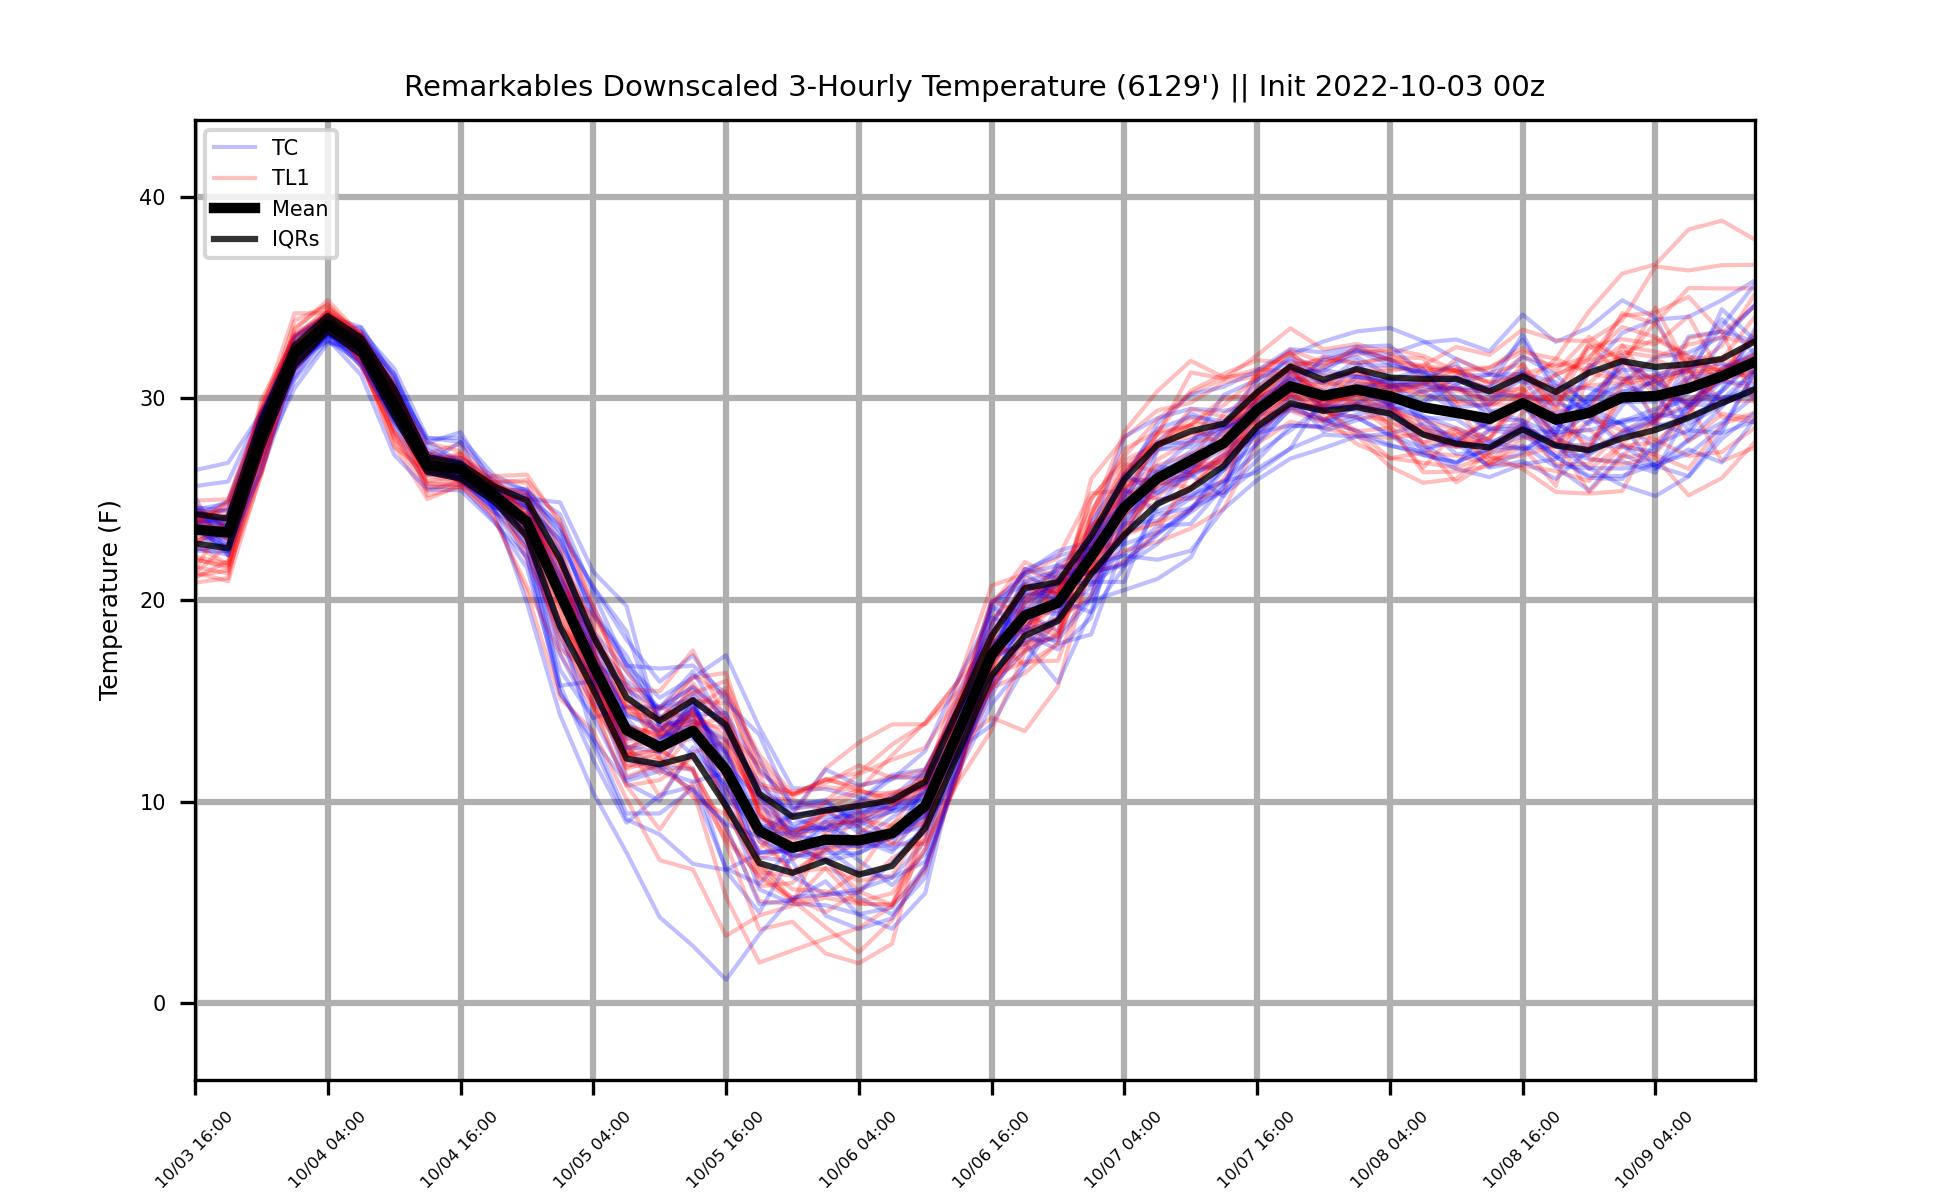 Remarkables Downscaled 3-Hourly Temperature (6129') || Init 2022-10-03 00z
TC
TL1
Mean
IQRs
Temperature (F)
40
30
20
10
0
10/03 16:00
10/04 04:00
10/04 16:00
10/05 04:00
10/05 16:00
10/06 04:00
10/06 16:00
10/07 04:00
10/07 16:00
10/08 04:00
10/08 16:00
10/09 04:00